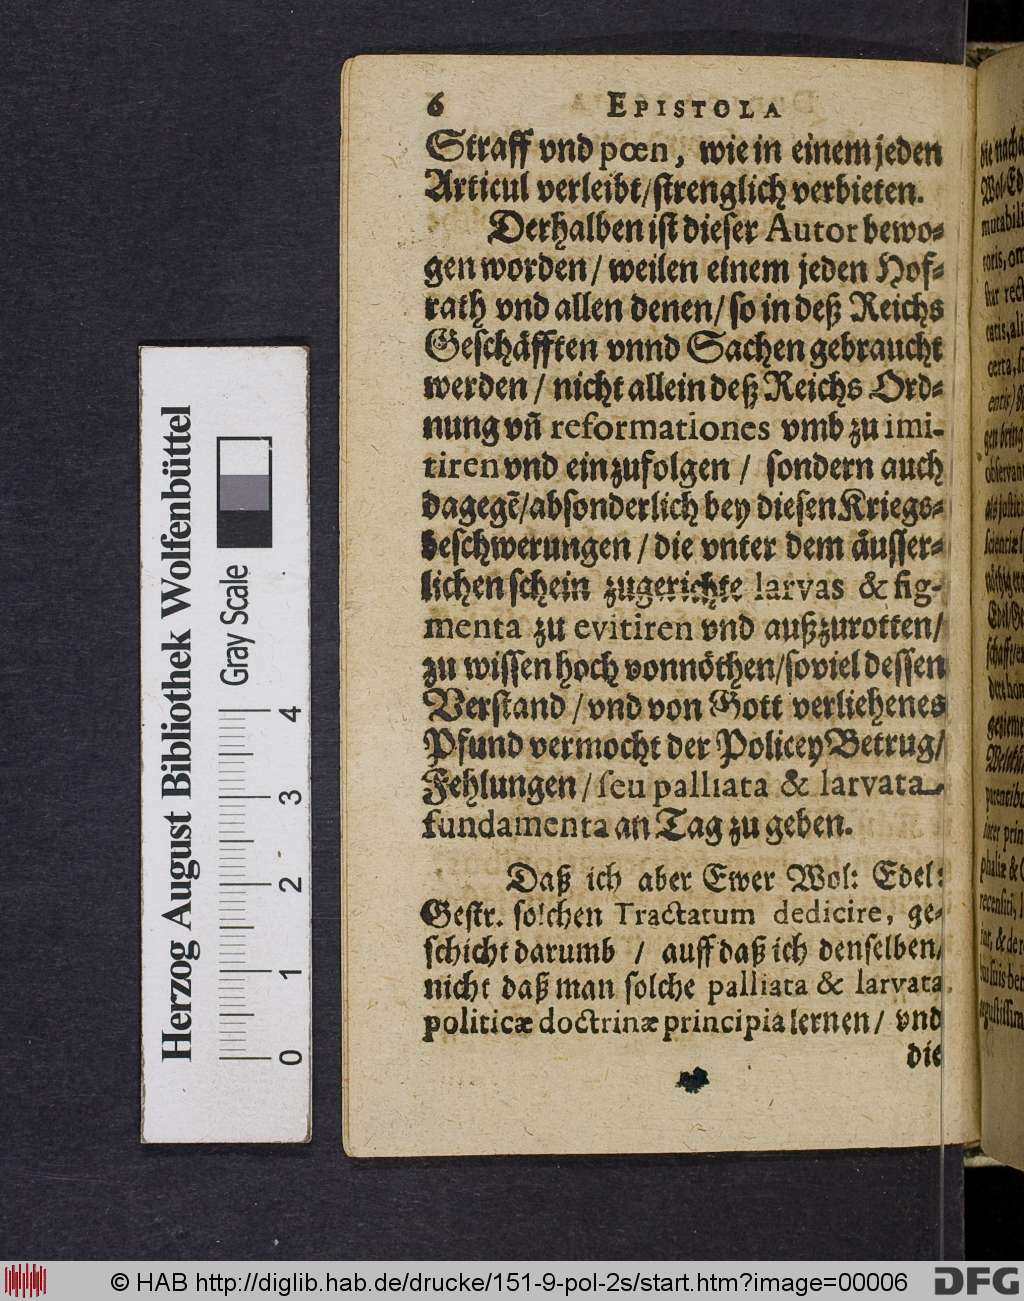 6 EPISTOLA
Straff vnd pœn, wie in einem jeden
Articul verleibt/strenglich verbieten.
Derhalben ist dieser Autor bewo-
gen worden/ weilen einem jeden Hof-
rath vnd allen denen/ so in deß Reichs
Geschäfften vnnd Sachen gebraucht
werden/ nicht allein deß Reichs Ord-
nung vñ reformationes vmb zu imi-
tiren vnd einzufolgen/ sondern auch
dagegẽ/absonderlich bey diesen Kriegs-
beschwerungen/ die vnter dem äusser-
lichen schein zugerichte larvas & fig-
menta zu evitiren vnd außzurotten/
zu wissen hoch vonnöthen/soviel dessen
Verstand/ vnd von Gott verliehenes
Pfund vermocht der Policey Betrug/
Fehlungen/ seu palliata & larvata
fundamenta an Tag zu geben.
Daß ich aber Ewer Wol: Edel:
Gestr. solchen Tractatum dedicire, ge-
schicht darumb/ auff daß ich denselben/
nicht daß man solche palliata & larvata
politicæ doctrinæ principia lernen/ vnd
die
Herzog August Bibliothek Wolfenbüttel
Gray Scale
0 1 2 3 4
© HAB http://diglib.hab.de/drucke/151-9-pol-2s/start.htm?image=00006
diglib
DFG